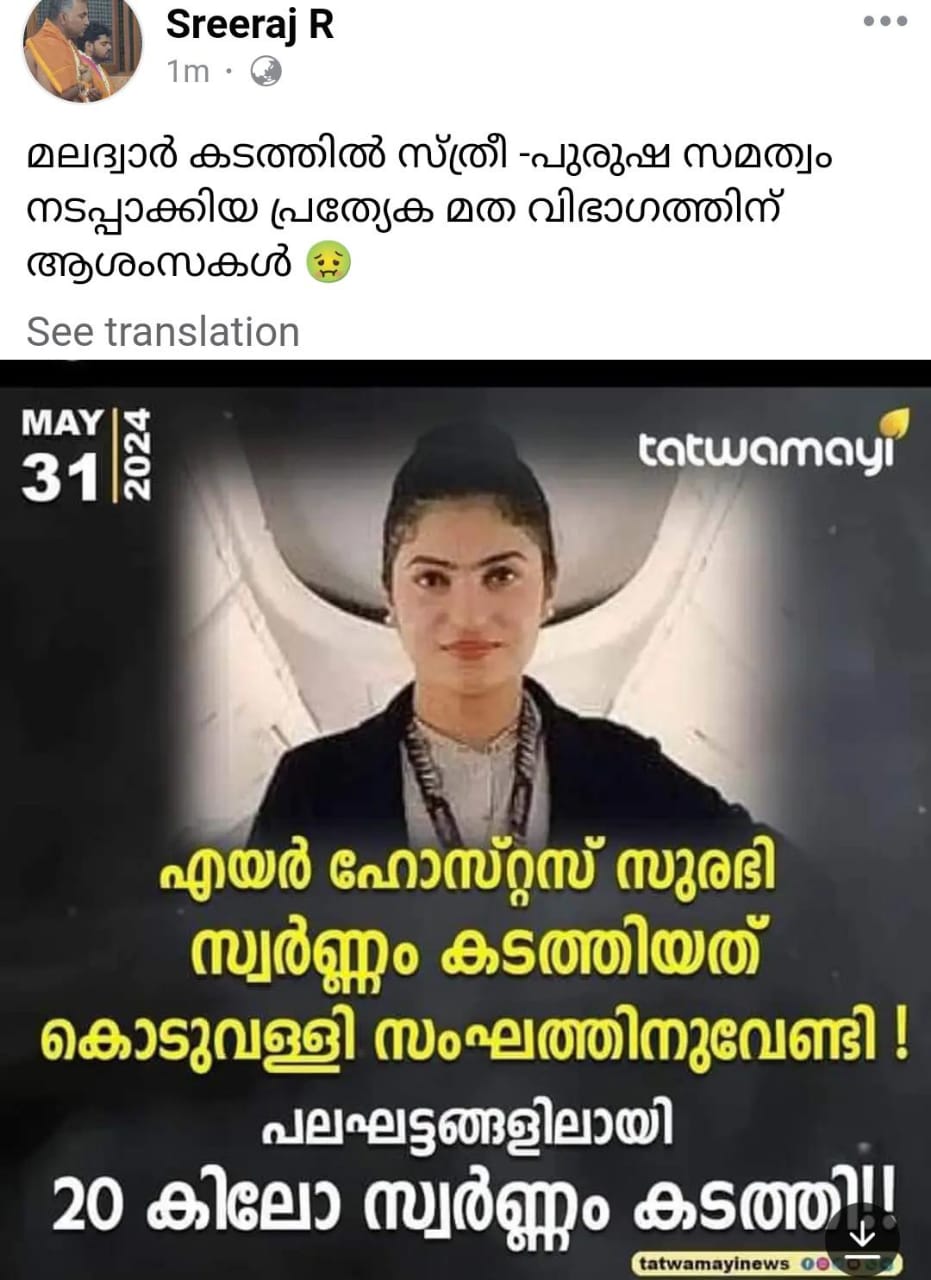 Sreeraj R
1m ·
മലദ്വാർ കടത്തിൽ സ്ത്രീ -പുരുഷ സമത്വം
നടപ്പാക്കിയ പ്രത്യേക മത വിഭാഗത്തിന്
ആശംസകൾ 🤢
See translation
MAY
31
2024
tatwamayi
എയർ ഹോസ്റ്റസ് സുരഭി
സ്വർണ്ണം കടത്തിയത്
കൊടുവള്ളി സംഘത്തിനുവേണ്ടി !
പലഘട്ടങ്ങളിലായി
20 കിലോ സ്വർണ്ണം കടത്തി!!
tatwamayinews